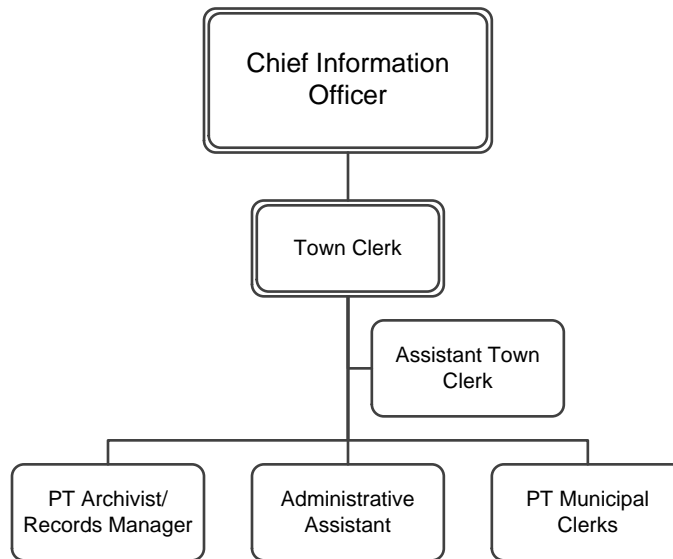 Chief Information
Officer
Town Clerk
Assistant Town
Clerk
PT Archivist/
Records Manager
Administrative
Assistant
PT Municipal
Clerks